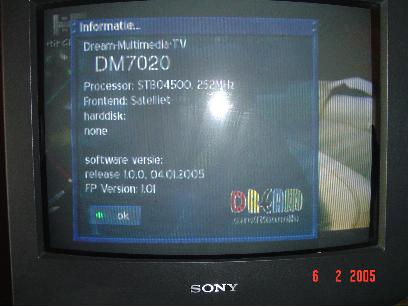 Informatie...
Dream-Multimedia-TV
DM7020
Processor: STB04500, 252MHz
Frontend: Satelliet
harddisk:
none
software versie:
release 1.0.0, 04.01.2005
FP Version: 1.01
ok
SONY
6 2 2005